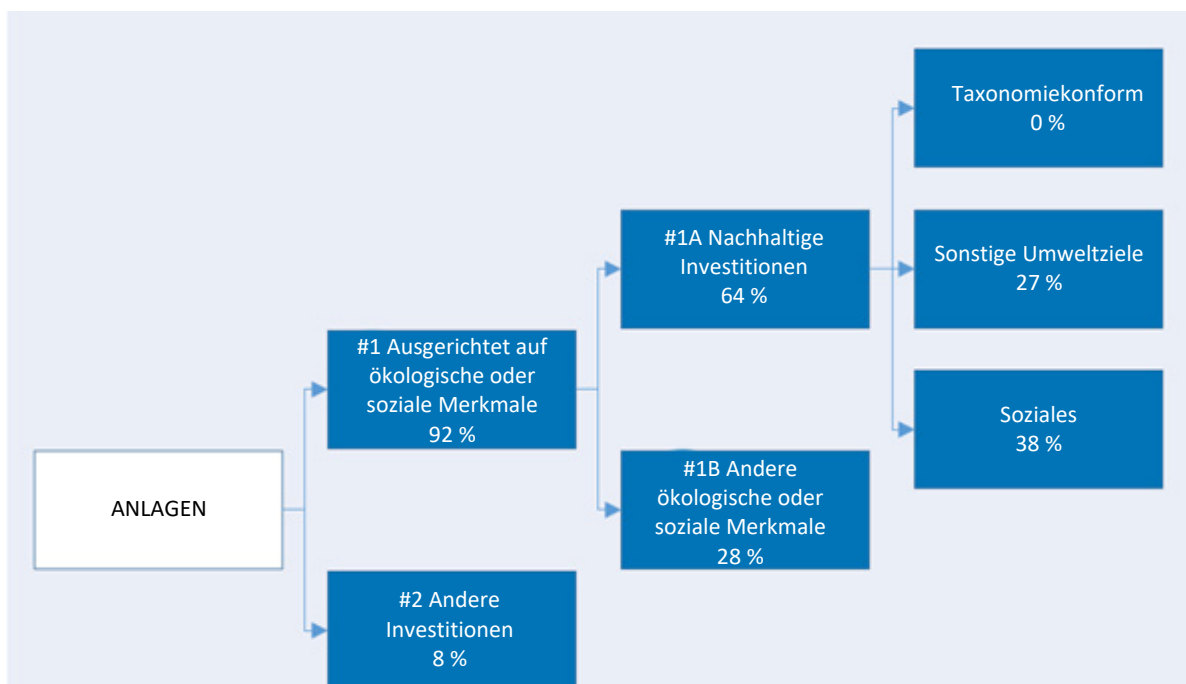 ANLAGEN
#1 Ausgerichtet auf
ökologische oder
soziale Merkmale
92 %
#2 Andere
Investitionen
8 %
#1A Nachhaltige
Investitionen
64 %
#1B Andere
ökologische oder
soziale Merkmale
28 %
Taxonomiekonform
0 %
Sonstige Umweltziele
27 %
Soziales
38 %